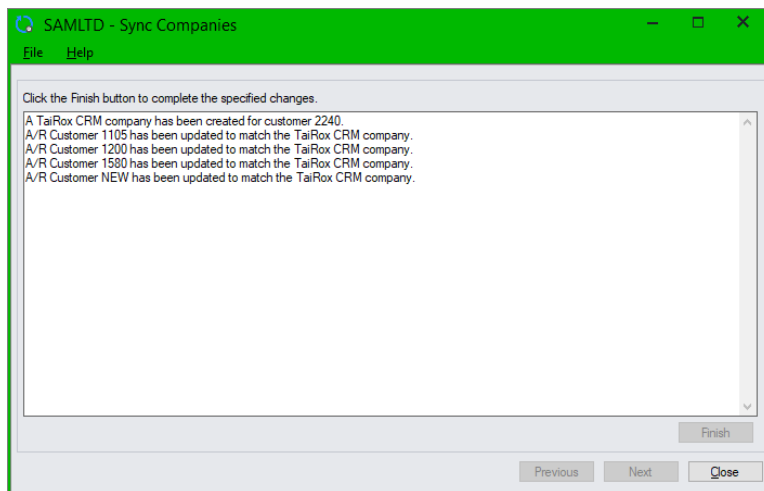 SAMLTD - Sync Companies
File Help
Click the Finish button to complete the specified changes.
A TaiRox CRM company has been created for customer 2240.
A/R Customer 1105 has been updated to match the TaiRox CRM company.
A/R Customer 1200 has been updated to match the TaiRox CRM company.
A/R Customer 1580 has been updated to match the TaiRox CRM company.
A/R Customer NEW has been updated to match the TaiRox CRM company.
Finish
Previous Next Close